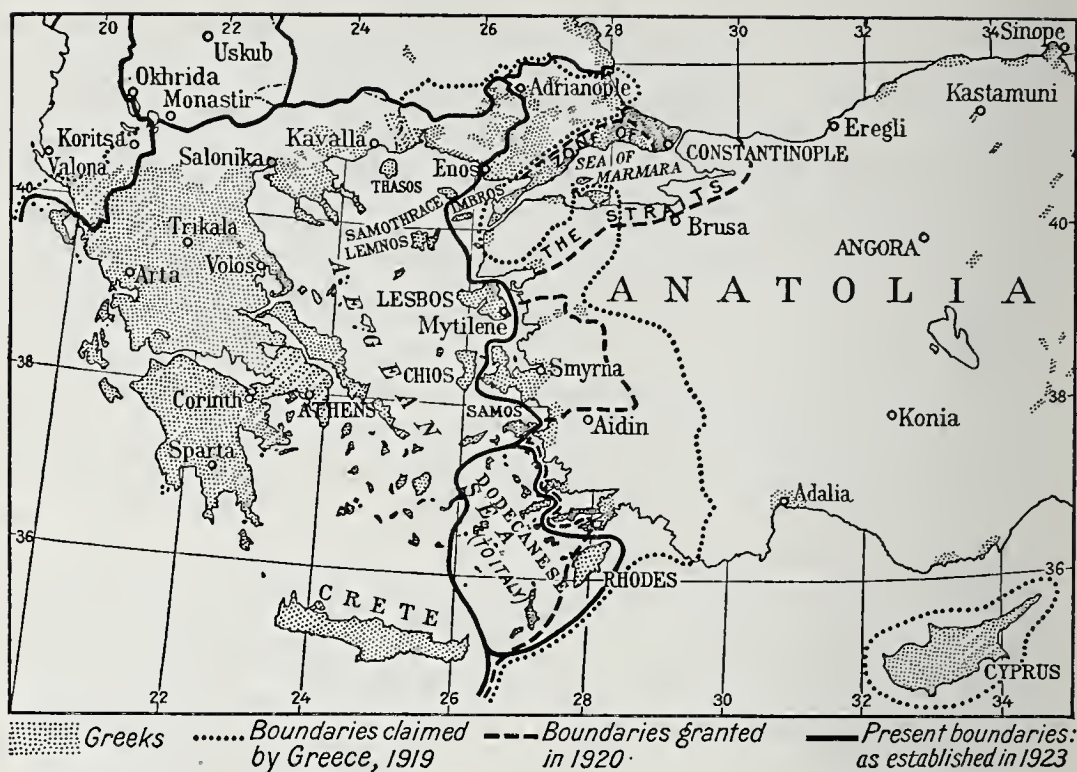 20 22 26 28 30 32 34
Sinope
Uskub
Okhrida
Monastir
Adrianople
Kastamuni
Koritsa
Kavalla
Eregli
Valona
Salonika
Enos
ZONE OF
CONSTANTINOPLE
SEA OF
MARMARA
THASOS
40
SAMOTHRACE
IMBROS
THE STRAITS
Brusa
40
Trikala
LEMNOS
ANGORA
Arta
Volos
AEGEAN SEA
LESBOS
ANATOLIA
Mytilene
38
CHIOS
Smyrna
38
Corinth
ATHENS
SAMOS
Aidin
Konia
Sparta
DODECANESE
(TO ITALY)
Adalia
36
RHODES
36
CRETE
CYPRUS
22 24 26 28 30 32 34
Greeks
Boundaries claimed
by Greece, 1919
Boundaries granted
in 1920
Present boundaries:
as established in 1923